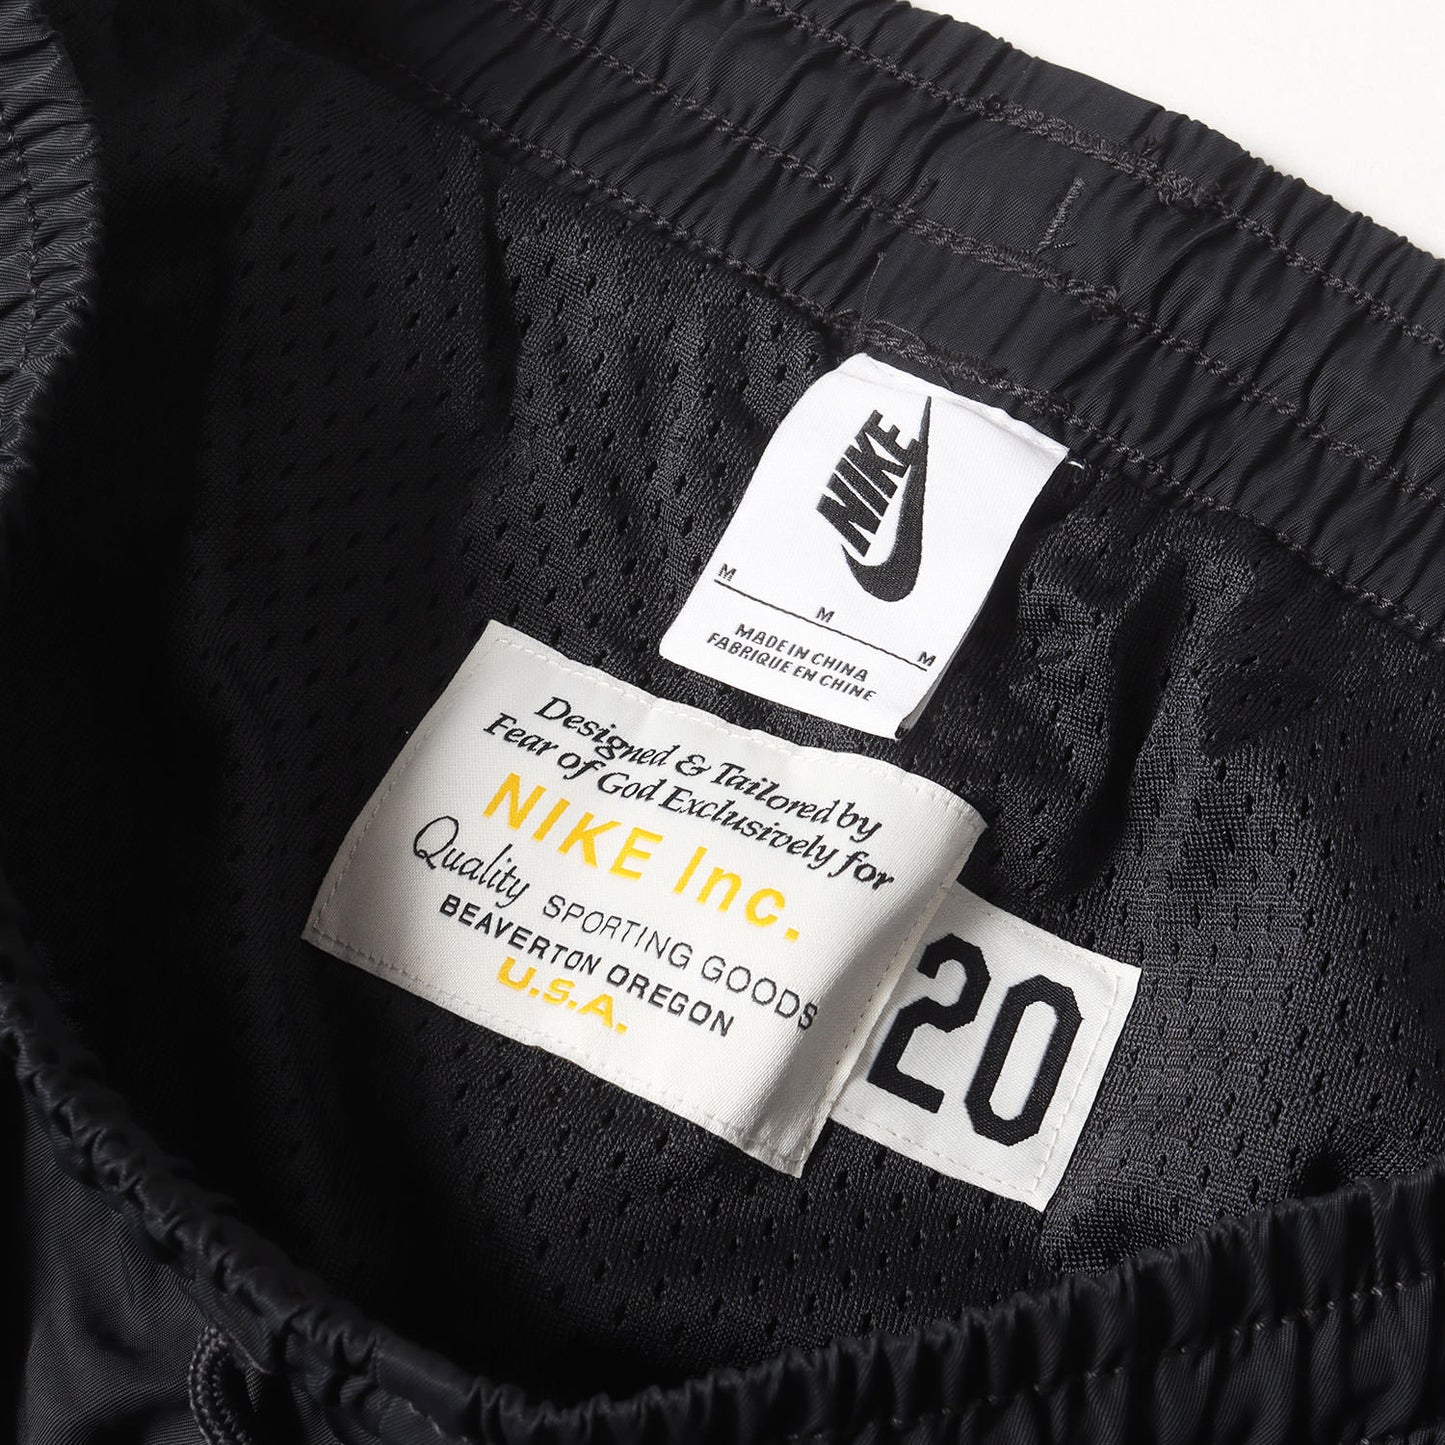 NIKE
M
M
M
MADE IN CHINA
FABRIQUE EN CHINE
Designed & Tailored by
Fear of God Exclusively for
NIKE Inc.
Quality SPORTING GOODS
BEAVERTON OREGON
U.S.A.
20